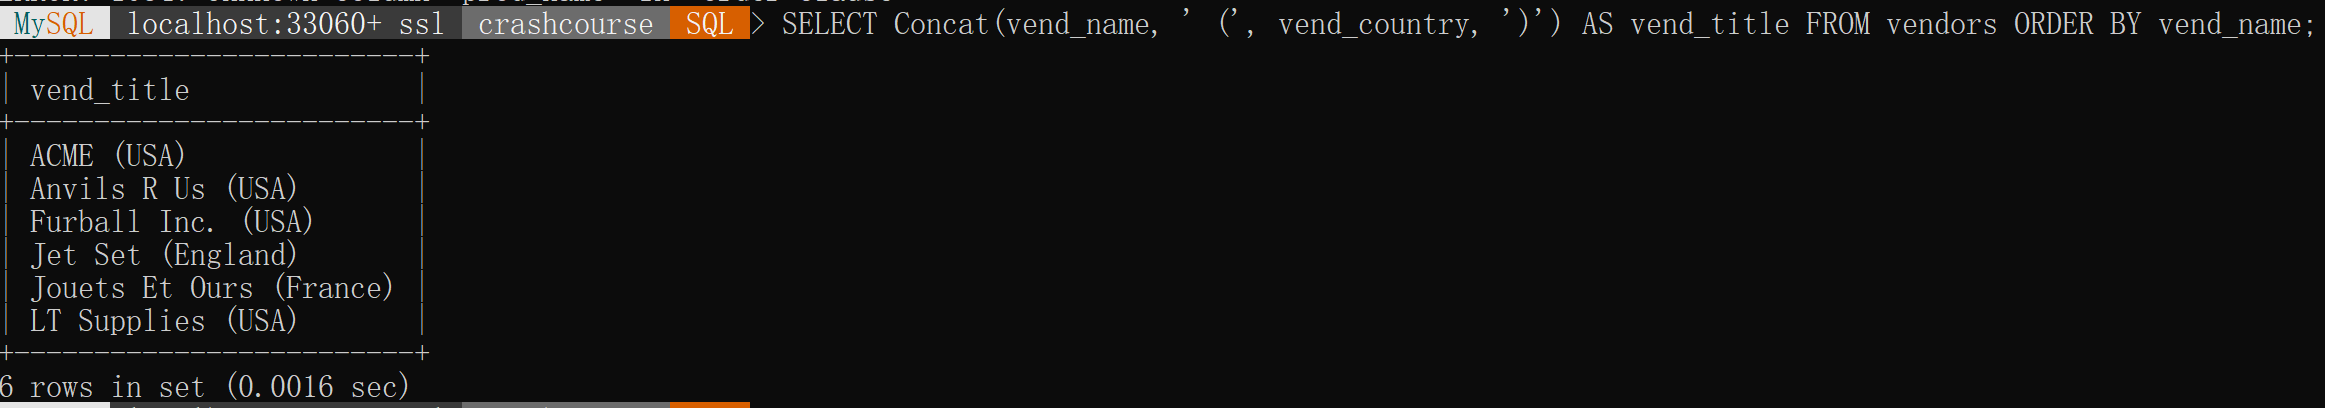 MySQL localhost:33060+ ssl crashcourse SQL > SELECT Concat(vend_name, ' (', vend_country, ')') AS vend_title FROM vendors ORDER BY vend_name;
+-------------------------+
| vend_title              |
+-------------------------+
| ACME (USA)              |
| Anvils R Us (USA)       |
| Furball Inc. (USA)      |
| Jet Set (England)       |
| Jouets Et Ours (France) |
| LT Supplies (USA)       |
+-------------------------+
6 rows in set (0.0016 sec)